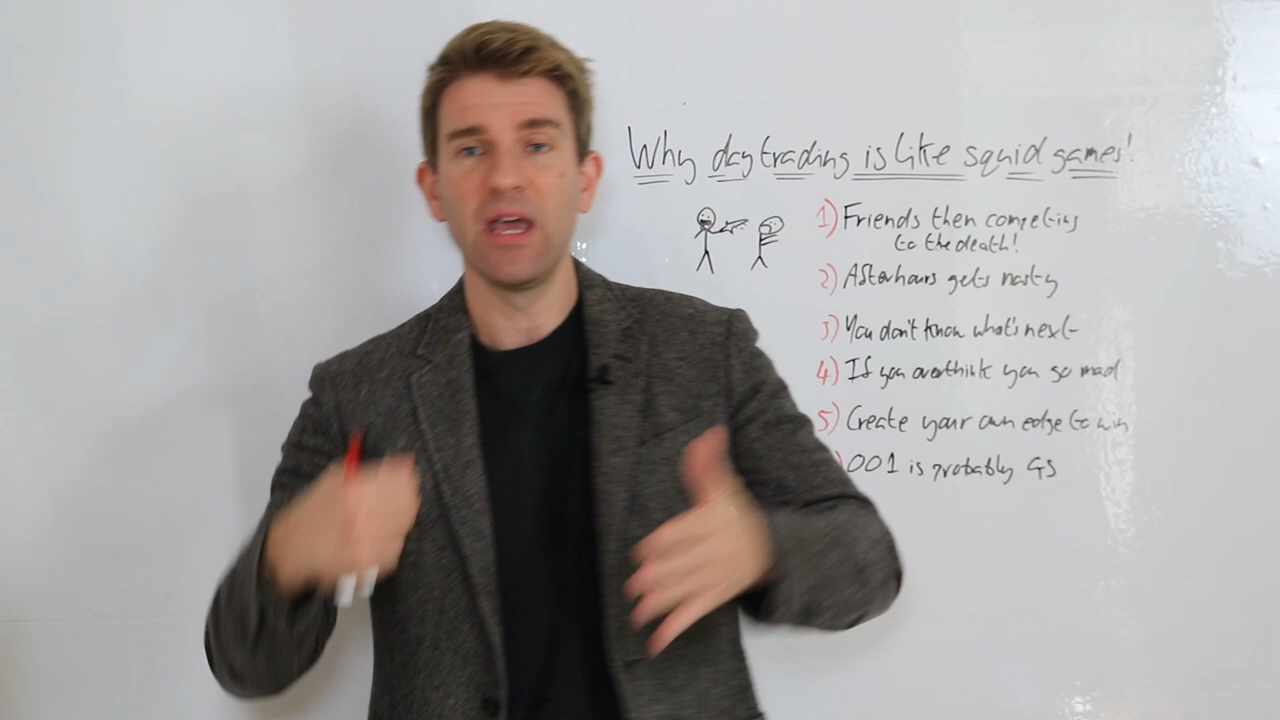 Why day trading is like squid games!
1) Friends then competing
to the death!
2) Afterhours gets nasty
3) You don't know what's next
4) If you overthink you go mad
5) Create your own edge to win
) 001 is probably GS